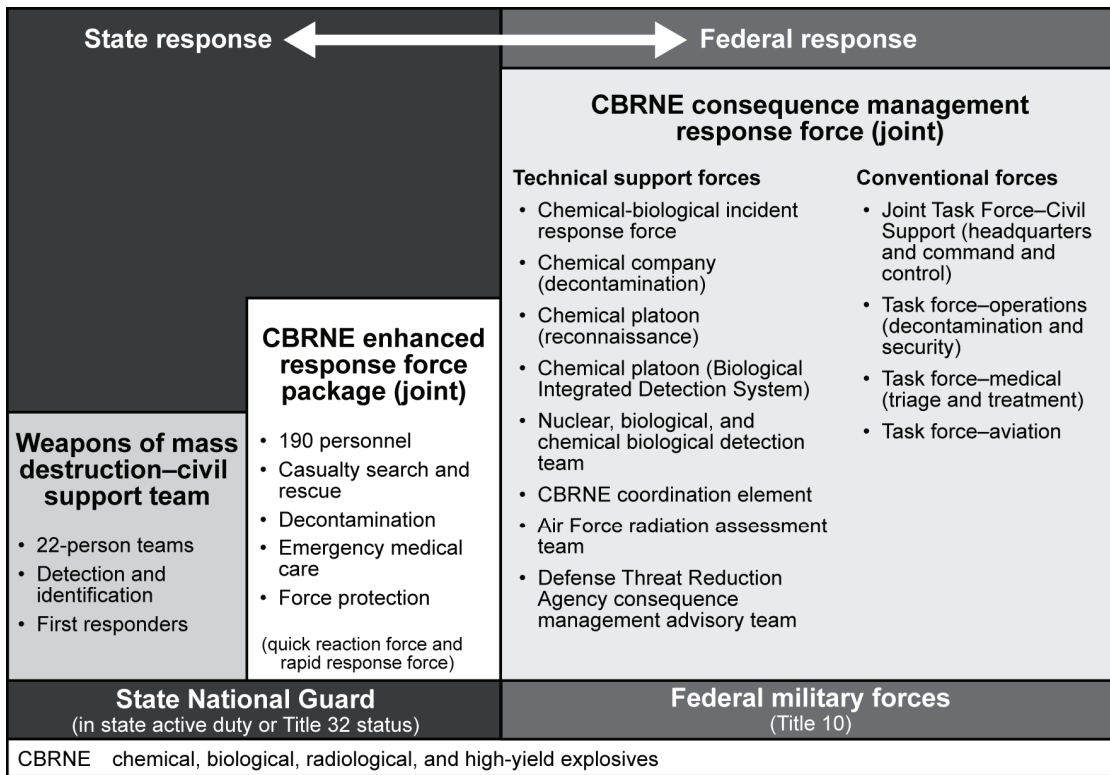 State response
Federal response
CBRNE consequence management
response force (joint)
Technical support forces
• Chemical-biological incident
response force
• Chemical company
(decontamination)
• Chemical platoon
(reconnaissance)
• Chemical platoon (Biological
Integrated Detection System)
• Nuclear, biological, and
chemical biological detection
team
• CBRNE coordination element
• Air Force radiation assessment
team
• Defense Threat Reduction
Agency consequence
management advisory team
Conventional forces
• Joint Task Force–Civil
Support (headquarters
and command and
control)
• Task force–operations
(decontamination and
security)
• Task force–medical
(triage and treatment)
• Task force–aviation
CBRNE enhanced
response force
package (joint)
• 190 personnel
• Casualty search and
rescue
• Decontamination
• Emergency medical
care
• Force protection
(quick reaction force and
rapid response force)
Weapons of mass
destruction–civil
support team
• 22-person teams
• Detection and
identification
• First responders
State National Guard
(in state active duty or Title 32 status)
Federal military forces
(Title 10)
CBRNE chemical, biological, radiological, and high-yield explosives